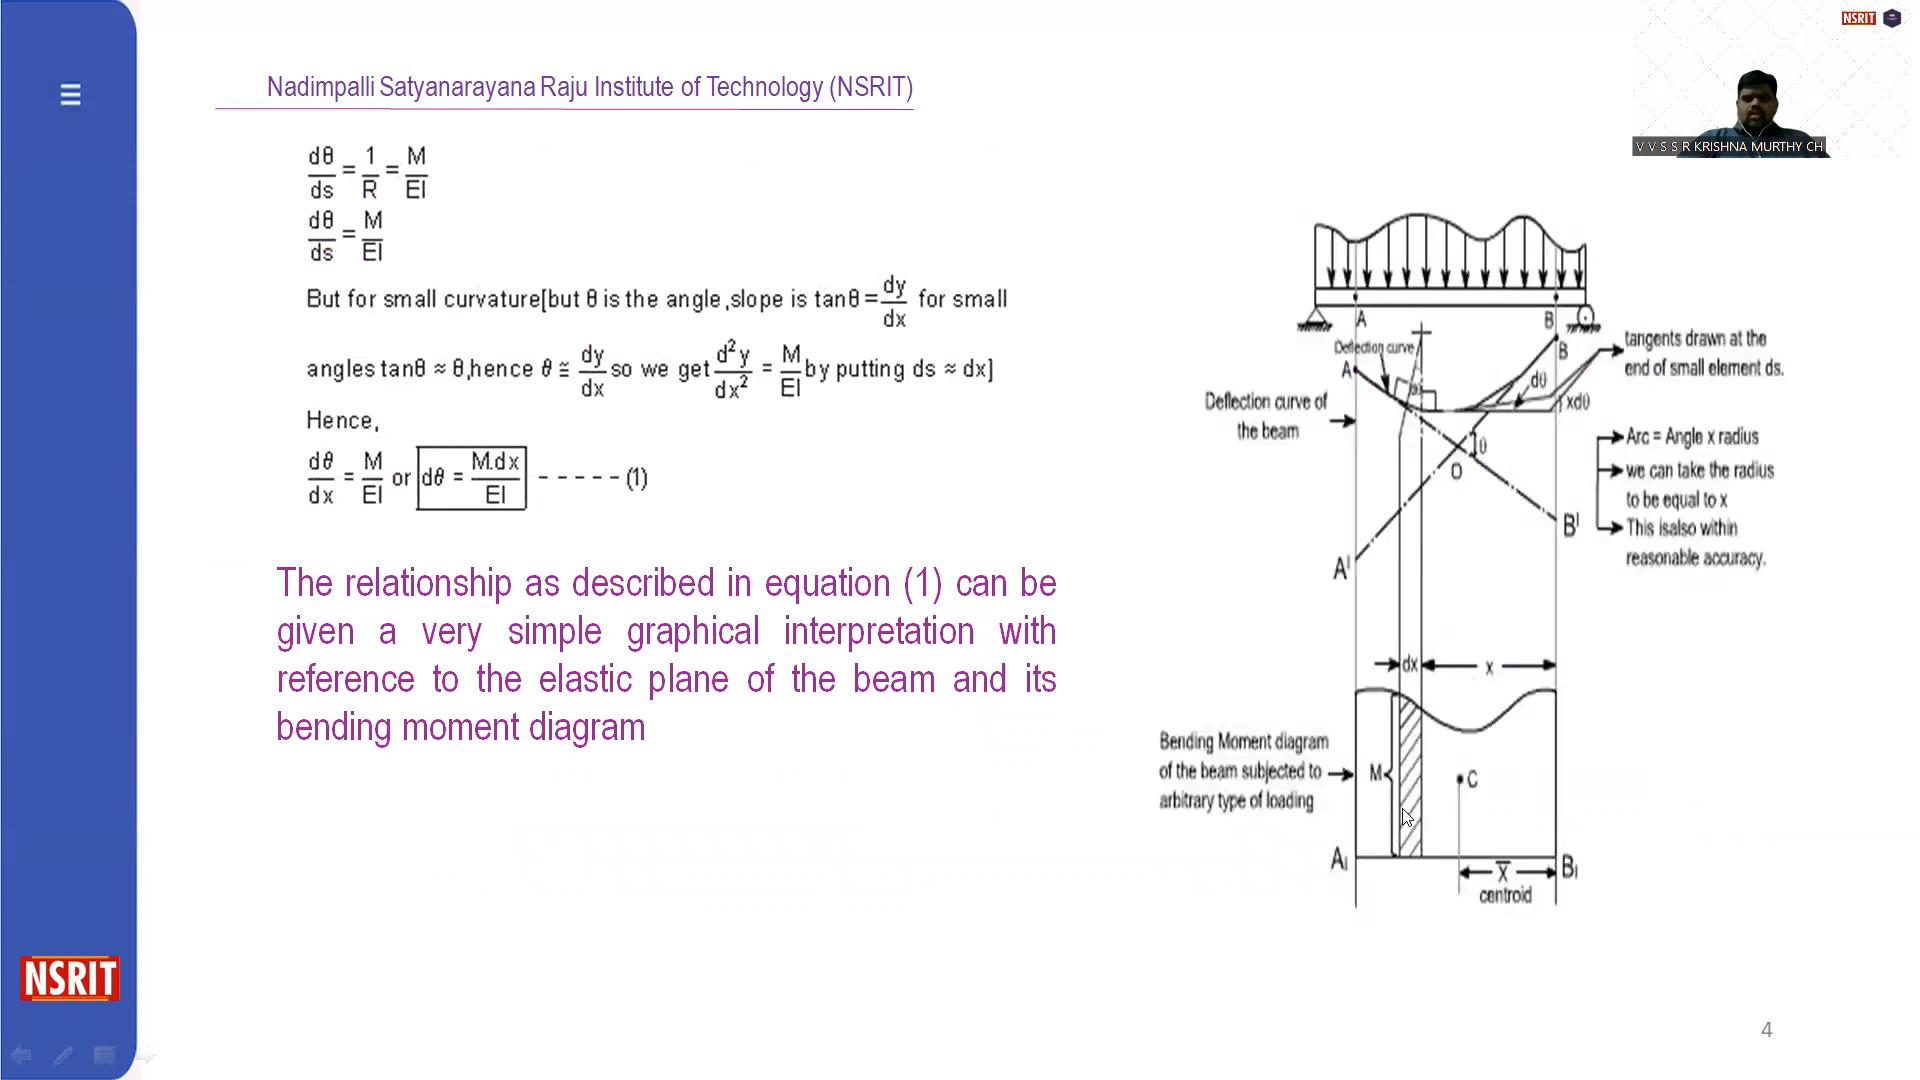 NSRIT
Nadimpalli Satyanarayana Raju Institute of Technology (NSRIT)
V V S S R KRISHNA MURTHY CH
dθ/ds = 1/R = M/EI
dθ/ds = M/EI
But for small curvature[but θ is the angle ,slope is tanθ = dy/dx for small
angles tanθ ≈ θ,hence θ ≅ dy/dx so we get d²y/dx² = M/EI by putting ds ≈ dx]
Hence,
dθ/dx = M/EI or dθ = M.dx/EI - - - - - (1)
The relationship as described in equation (1) can be
given a very simple graphical interpretation with
reference to the elastic plane of the beam and its
bending moment diagram
A
B
Deflection curve
B
A
tangents drawn at the
end of small element ds.
dθ
xdθ
Deflection curve of
the beam
θ
O
Arc = Angle x radius
we can take the radius
to be equal to x
This isalso within
reasonable accuracy.
B'
A'
dx
x
Bending Moment diagram
of the beam subjected to
arbitrary type of loading
M
C
A₁
B₁
x̅
centroid
NSRIT
4